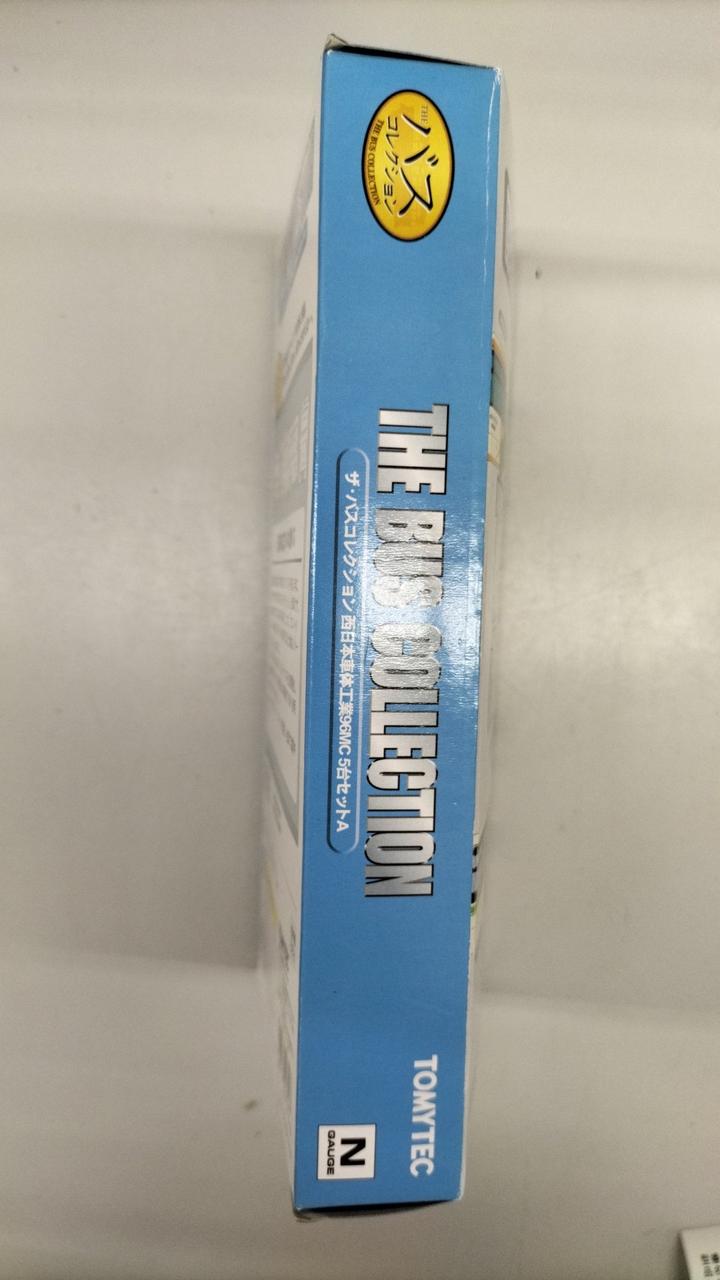 THE
バス
コレクション
THE BUS COLLECTION
THE BUS COLLECTION
ザ・バスコレクション 西日本車体工業96MC 5台セットA
TOMYTEC
N
GAUGE